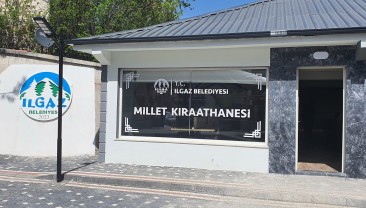 T.C.
ILGAZ BELEDİYESİ
MİLLET KIRAATHANESİ
ILGAZ
BELEDİYESİ